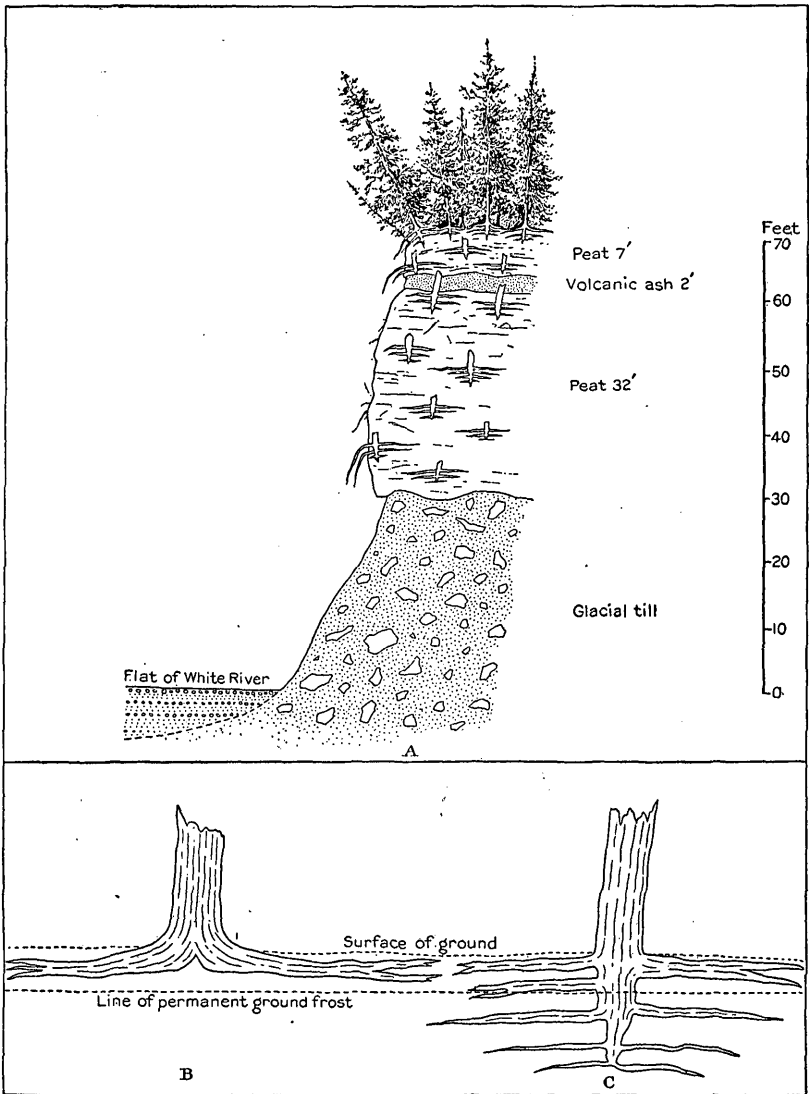 Feet
70
Peat 7'
Volcanic ash 2'
60
50
Peat 32'
40
30
20
Glacial till
10
Flat of White River
0
A
Surface of ground
Line of permanent ground frost
B
C